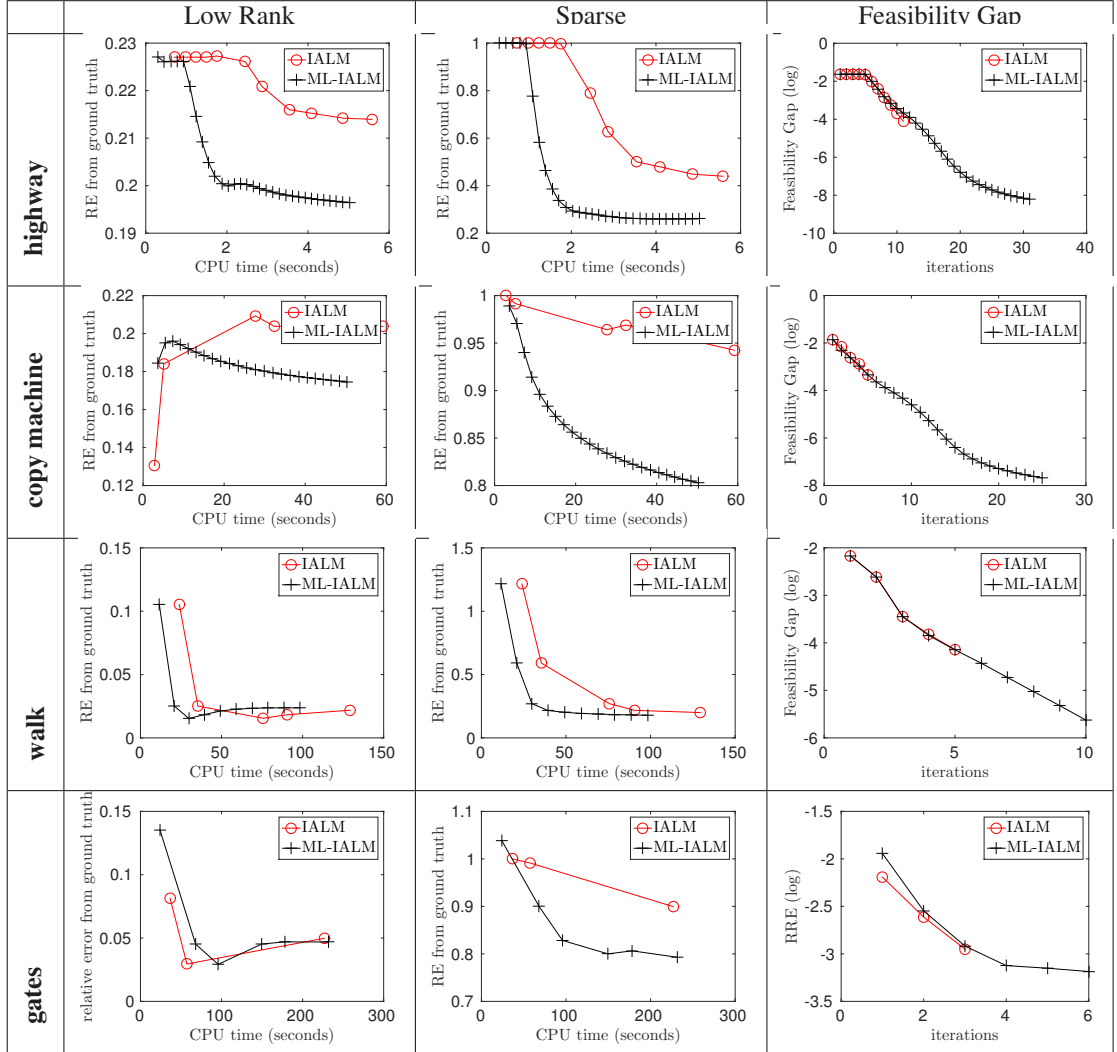 Low Rank
Sparse
Feasibility Gap
highway
0.23
0.22
0.21
0.2
0.19
0
2
4
6
RE from ground truth
CPU time (seconds)
IALM
ML-IALM
1
0.8
0.6
0.4
0.2
0
2
4
6
RE from ground truth
CPU time (seconds)
IALM
ML-IALM
0
-2
-4
-6
-8
-10
0
10
20
30
40
Feasibility Gap (log)
iterations
IALM
ML-IALM
copy machine
0.22
0.2
0.18
0.16
0.14
0.12
0
20
40
60
RE from ground truth
CPU time (seconds)
IALM
ML-IALM
1
0.95
0.9
0.85
0.8
0
20
40
60
RE from ground truth
CPU time (seconds)
IALM
ML-IALM
0
-2
-4
-6
-8
0
10
20
30
Feasibility Gap (log)
iterations
IALM
ML-IALM
walk
0.15
0.1
0.05
0
0
50
100
150
RE from ground truth
CPU time (seconds)
IALM
ML-IALM
1.5
1
0.5
0
0
50
100
150
RE from ground truth
CPU time (seconds)
IALM
ML-IALM
-2
-3
-4
-5
-6
0
5
10
Feasibility Gap (log)
iterations
IALM
ML-IALM
gates
0.15
0.1
0.05
0
0
100
200
300
relative error from ground truth
CPU time (seconds)
IALM
ML-IALM
1.1
1
0.9
0.8
0.7
0
100
200
300
RE from ground truth
CPU time (seconds)
IALM
ML-IALM
-1.5
-2
-2.5
-3
-3.5
0
2
4
6
RRE (log)
iterations
IALM
ML-IALM